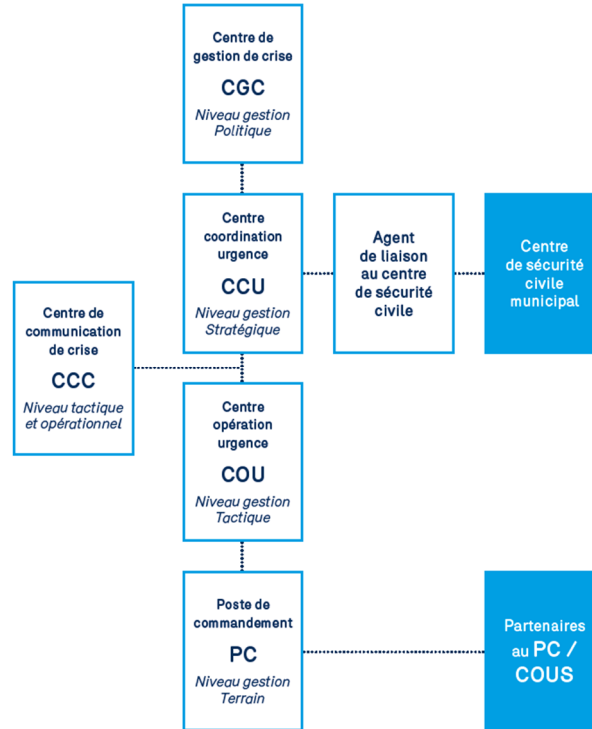 Centre de
gestion de crise
CGC
Niveau gestion
Politique
Centre
coordination
urgence
CCU
Niveau gestion
Stratégique
Agent
de liaison
au centre
de sécurité
civile
Centre
de sécurité
civile
municipal
Centre de
communication
de crise
CCC
Niveau tactique
et opérationnel
Centre
opération
urgence
COU
Niveau gestion
Tactique
Poste de
commandement
PC
Niveau gestion
Terrain
Partenaires
au PC /
COUS